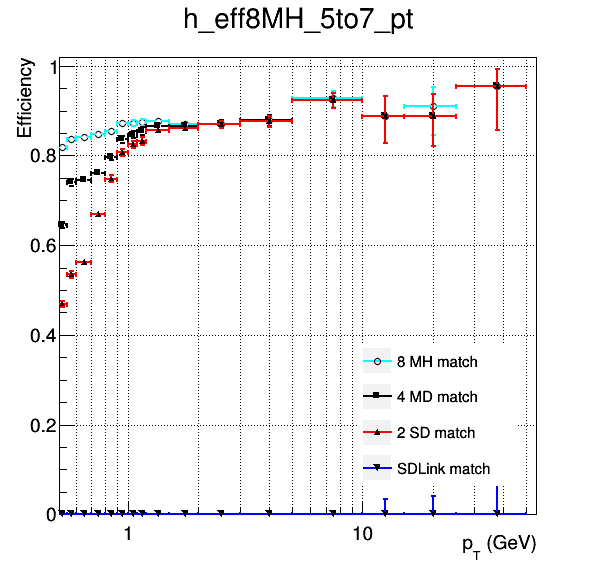 h_eff8MH_5to7_pt
Efficiency
1
0.8
0.6
0.4
0.2
0
8 MH match
4 MD match
2 SD match
SDLink match
1
10
p_T (GeV)